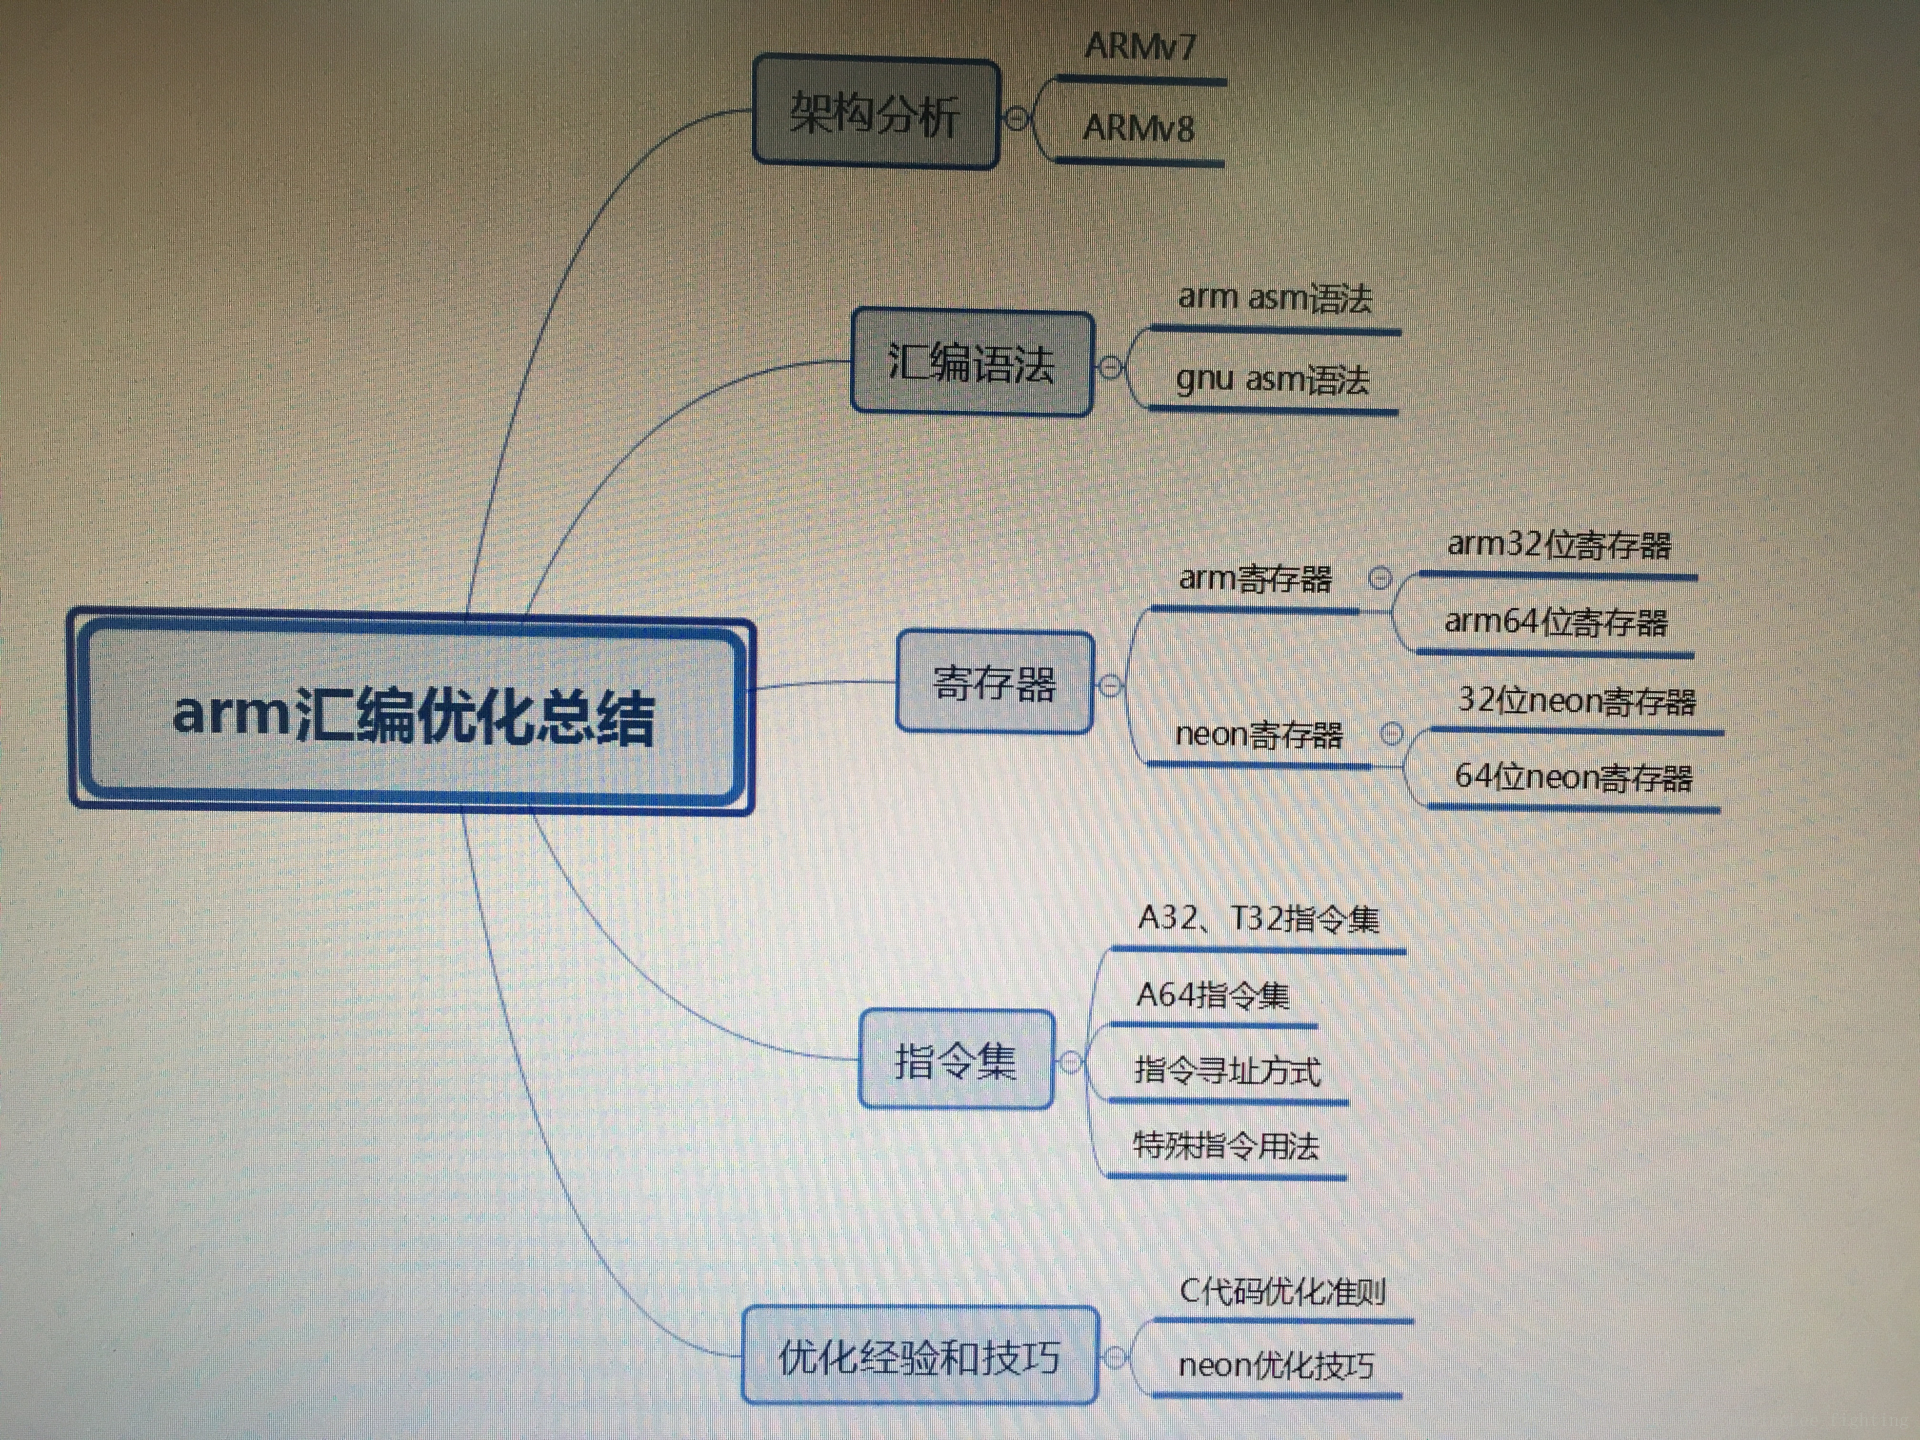 arm汇编优化总结
架构分析
ARMv7
ARMv8
汇编语法
arm asm语法
gnu asm语法
寄存器
arm寄存器
arm32位寄存器
arm64位寄存器
neon寄存器
32位neon寄存器
64位neon寄存器
指令集
A32、T32指令集
A64指令集
指令寻址方式
特殊指令用法
优化经验和技巧
C代码优化准则
neon优化技巧